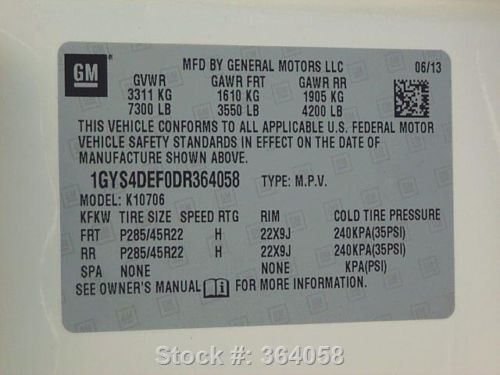 GM
MFD BY GENERAL MOTORS LLC 06/13
GVWR GAWR FRT GAWR RR
3311 KG 1610 KG 1905 KG
7300 LB 3550 LB 4200 LB
THIS VEHICLE CONFORMS TO ALL APPLICABLE U.S. FEDERAL MOTOR
VEHICLE SAFETY STANDARDS IN EFFECT ON THE DATE OF
MANUFACTURE SHOWN ABOVE.
1GYS4DEF0DR364058 TYPE: M.P.V.
MODEL: K10706
KFKW TIRE SIZE SPEED RTG RIM COLD TIRE PRESSURE
FRT P285/45R22 H 22X9J 240KPA(35PSI)
RR P285/45R22 H 22X9J 240KPA(35PSI)
SPA NONE NONE KPA(PSI)
SEE OWNER'S MANUAL i FOR MORE INFORMATION.
Stock #: 364058